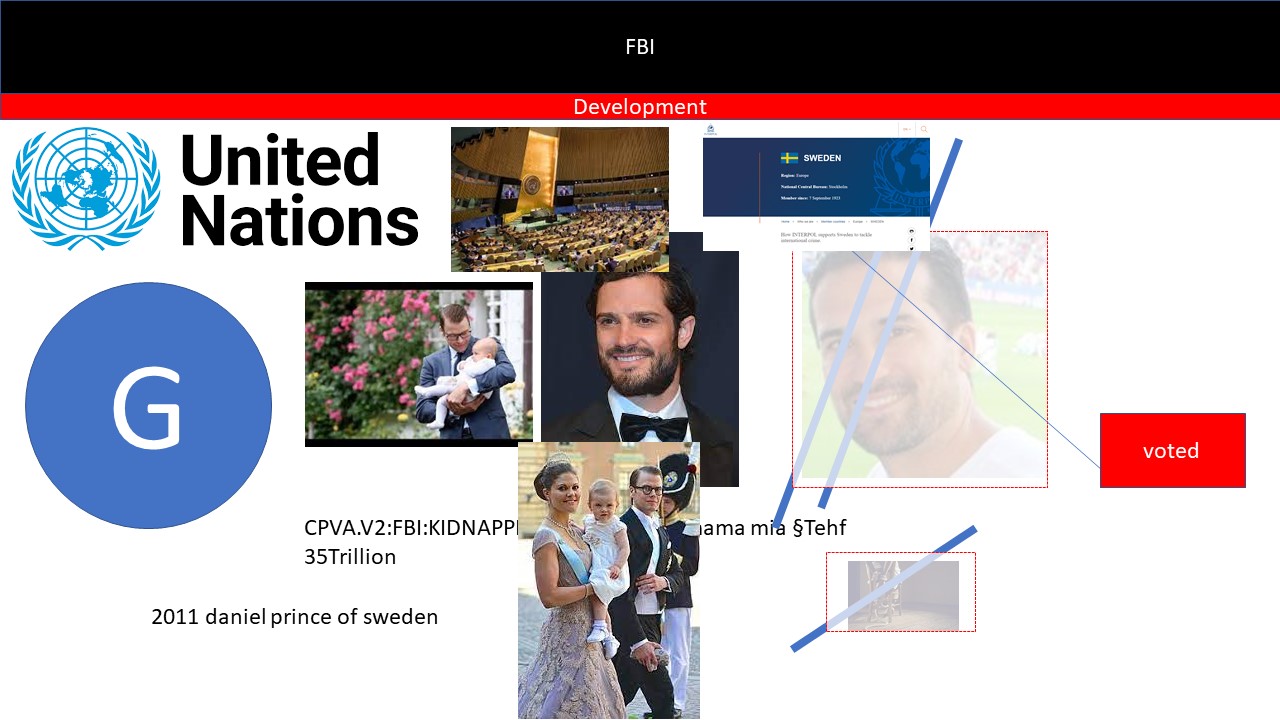 FBI
Development
United
Nations
SWEDEN
Region: Europe
National Central Bureau: Stockholm
Member since: 7 September 1923
How INTERPOL supports Sweden to tackle
international crime.
G
voted
CPVA.V2:FBI:KIDNAPP ama mia §Tehf
35Trillion
2011 daniel prince of sweden